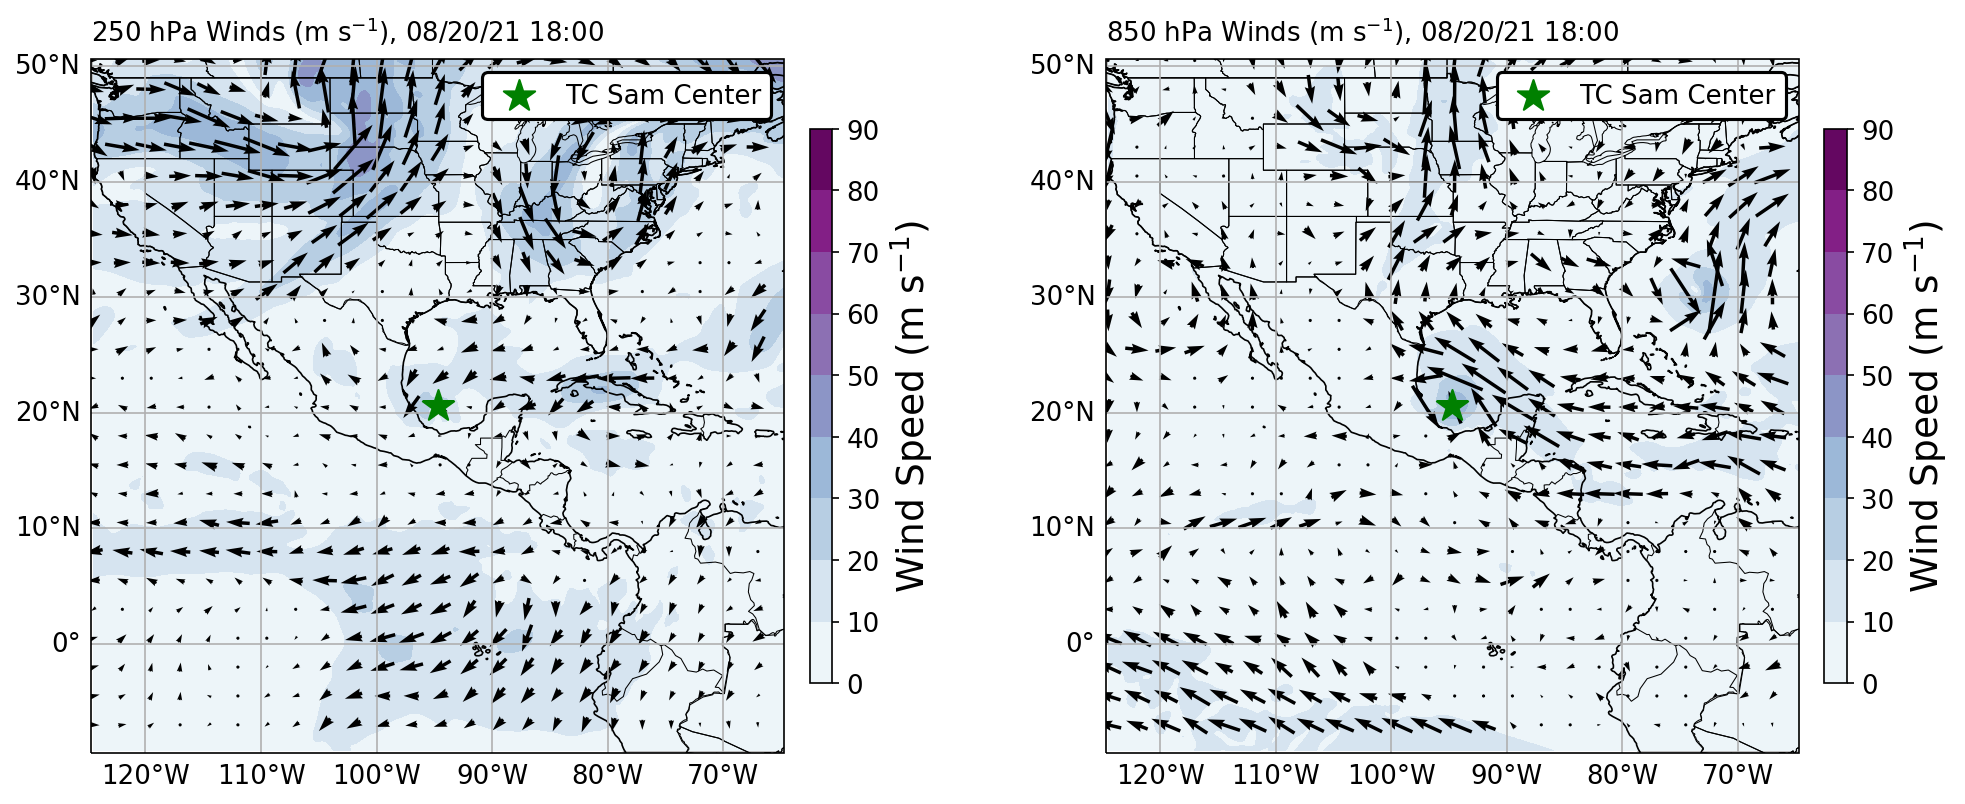 250 hPa Winds (m s⁻¹), 08/20/21 18:00
TC Sam Center
50°N
40°N
30°N
20°N
10°N
0°
120°W 110°W 100°W 90°W 80°W 70°W
90
80
70
60
50
40
30
20
10
0
Wind Speed (m s⁻¹)
850 hPa Winds (m s⁻¹), 08/20/21 18:00
TC Sam Center
50°N
40°N
30°N
20°N
10°N
0°
120°W 110°W 100°W 90°W 80°W 70°W
90
80
70
60
50
40
30
20
10
0
Wind Speed (m s⁻¹)